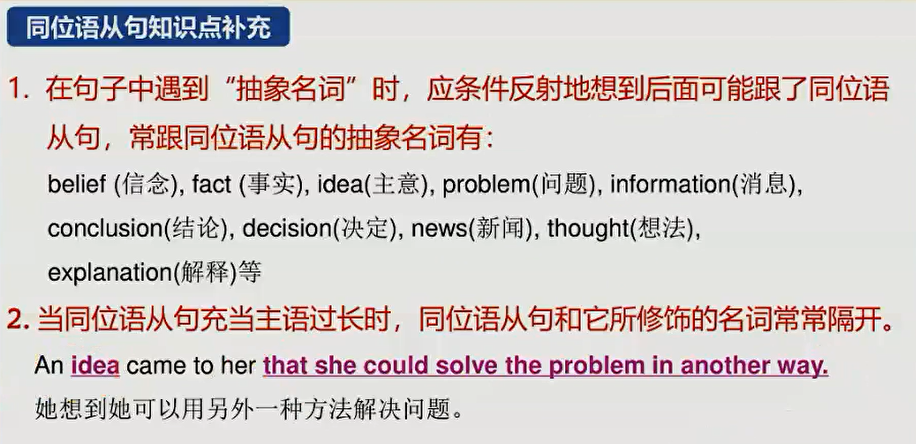 同位语从句知识点补充
1. 在句子中遇到“抽象名词”时，应条件反射地想到后面可能跟了同位语
从句，常跟同位语从句的抽象名词有：
belief (信念), fact (事实), idea(主意), problem(问题), information(消息),
conclusion(结论), decision(决定), news(新闻), thought(想法),
explanation(解释)等
2. 当同位语从句充当主语过长时，同位语从句和它所修饰的名词常常隔开。
An idea came to her that she could solve the problem in another way.
她想到她可以用另外一种方法解决问题。